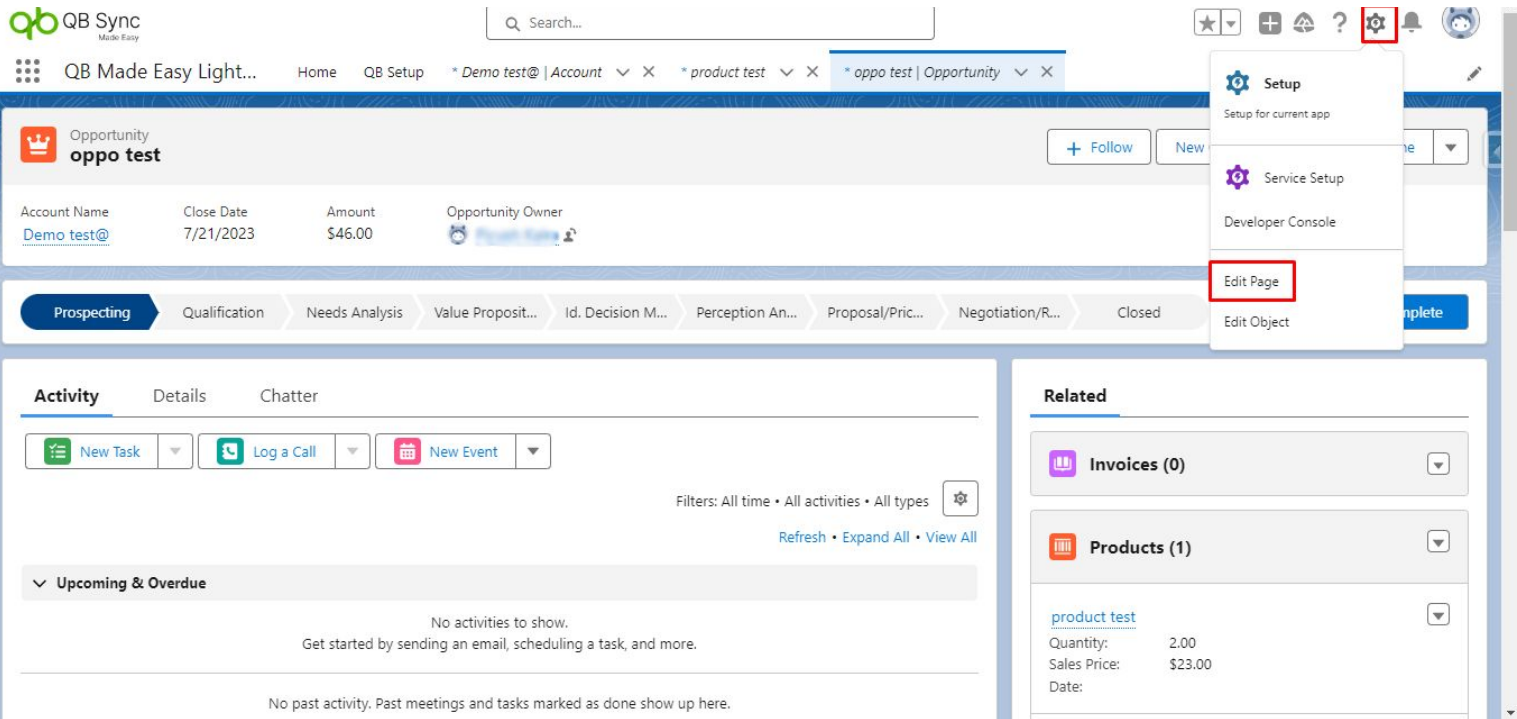 QB Sync
Made Easy
Search...
QB Made Easy Light...
Home
QB Setup
* Demo test@ | Account
* product test
* oppo test | Opportunity
Setup
Setup for current app
Service Setup
Developer Console
Edit Page
Edit Object
Opportunity
oppo test
+ Follow
New
Account Name
Close Date
Amount
Opportunity Owner
Demo test@
7/21/2023
$46.00
Prospecting
Qualification
Needs Analysis
Value Proposit...
Id. Decision M...
Perception An...
Proposal/Pric...
Negotiation/R...
Closed
Activity
Details
Chatter
New Task
Log a Call
New Event
Filters: All time • All activities • All types
Refresh • Expand All • View All
Upcoming & Overdue
No activities to show.
Get started by sending an email, scheduling a task, and more.
No past activity. Past meetings and tasks marked as done show up here.
Related
Invoices (0)
Products (1)
product test
Quantity: 2.00
Sales Price: $23.00
Date: